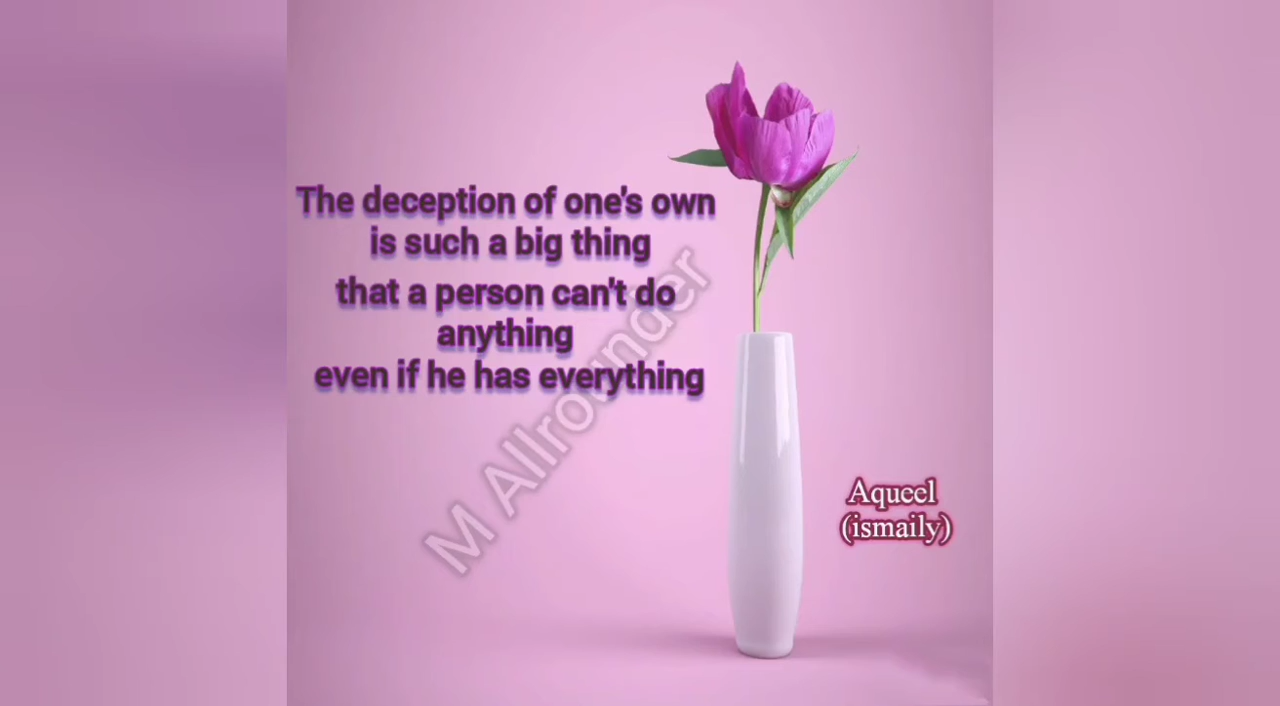 The deception of one's own
is such a big thing
that a person can't do
anything
even if he has everything
M Allrounder
Aqueel
(ismaily)